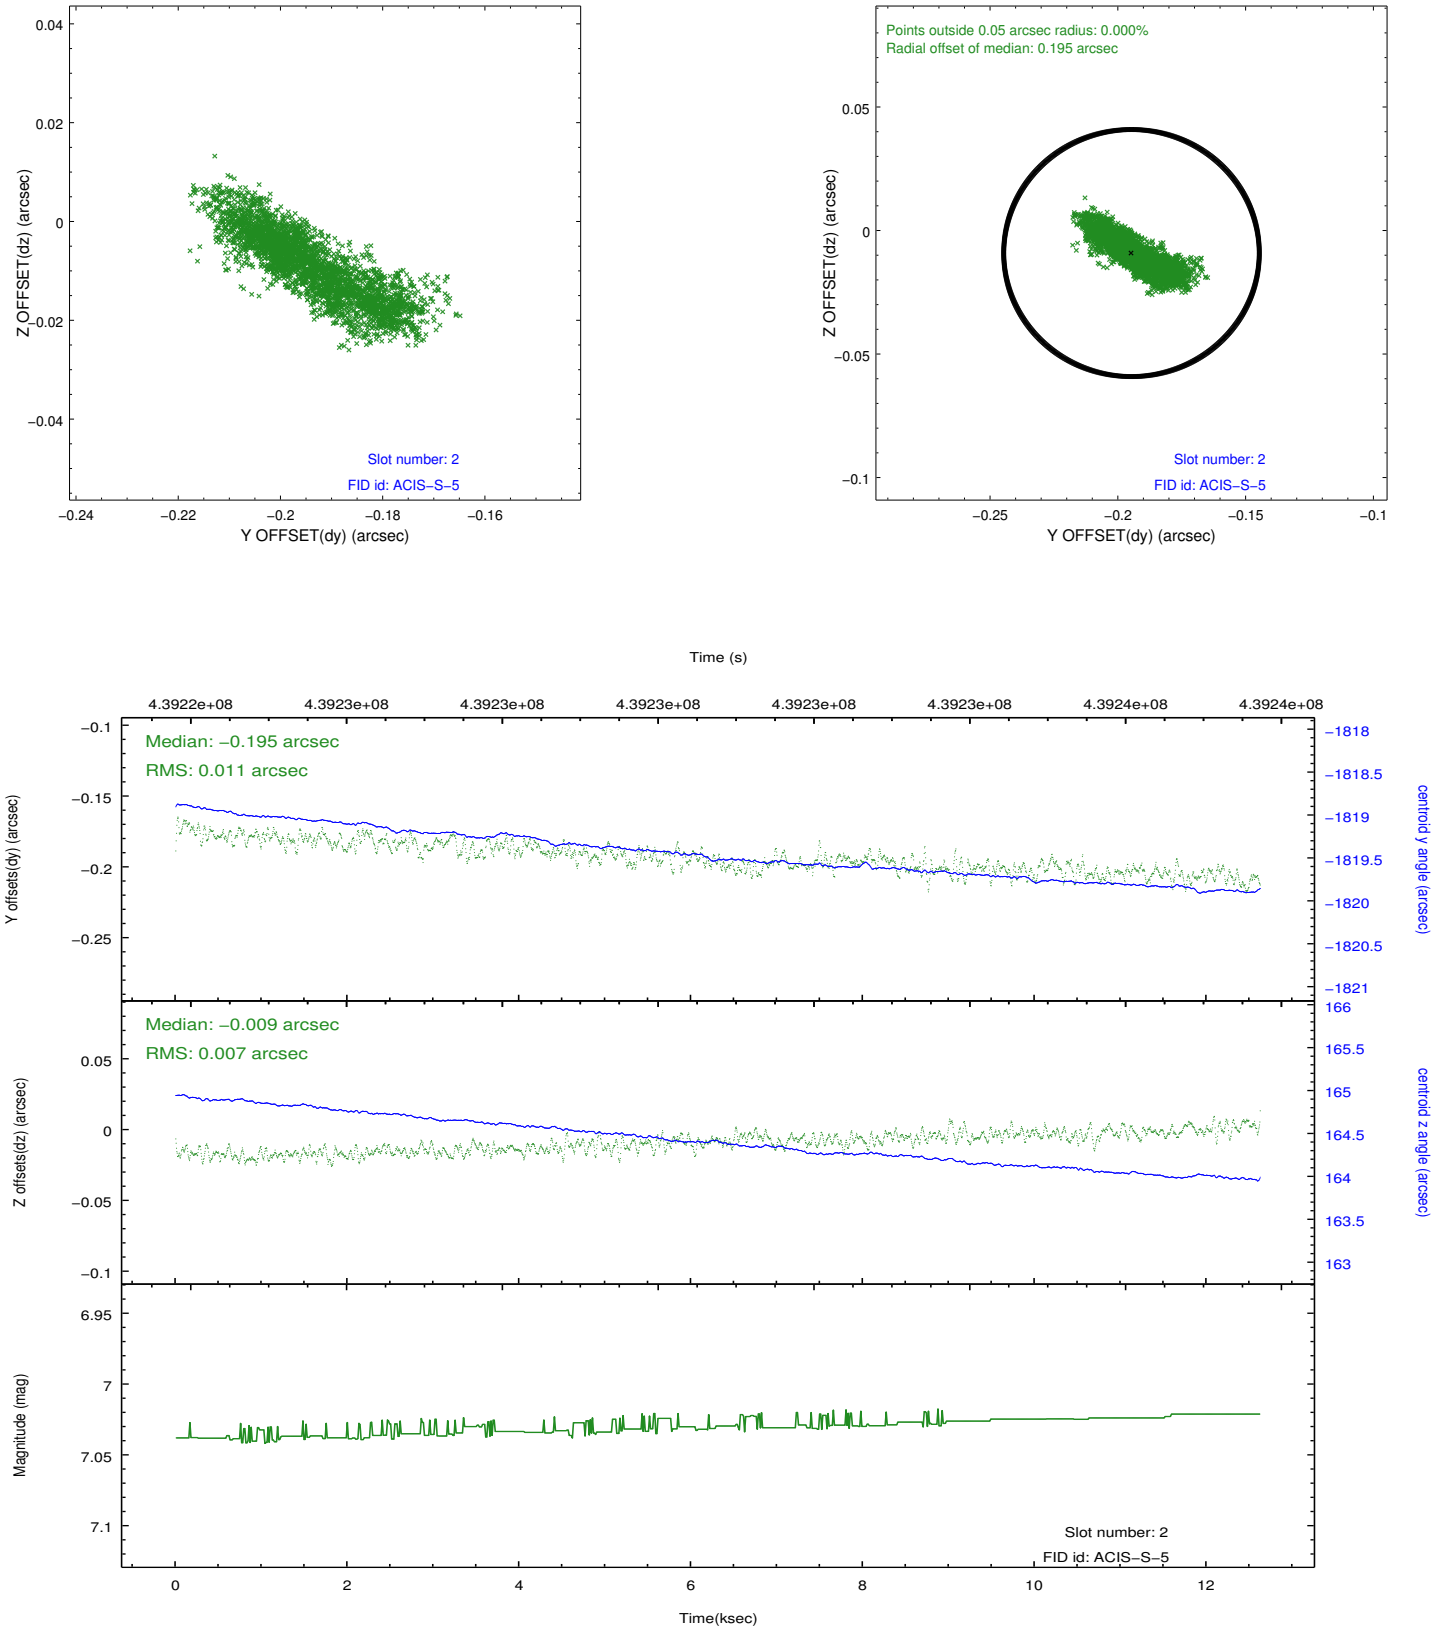 0.04
0.02
0
−0.02
−0.04
Z OFFSET(dz) (arcsec)
Slot number: 2
FID id: ACIS−S−5
−0.24
−0.22
−0.2
−0.18
−0.16
Y OFFSET(dy) (arcsec)
Points outside 0.05 arcsec radius: 0.000%
Radial offset of median: 0.195 arcsec
0.05
0
−0.05
−0.1
Z OFFSET(dz) (arcsec)
Slot number: 2
FID id: ACIS−S−5
−0.25
−0.2
−0.15
−0.1
Y OFFSET(dy) (arcsec)
Time (s)
4.3922e+08
4.3923e+08
4.3923e+08
4.3923e+08
4.3923e+08
4.3923e+08
4.3924e+08
4.3924e+08
−0.1
−0.15
−0.2
−0.25
Y offsets(dy) (arcsec)
Median: −0.195 arcsec
RMS: 0.011 arcsec
−1818
−1818.5
−1819
−1819.5
−1820
−1820.5
−1821
centroid y angle (arcsec)
0.05
0
−0.05
−0.1
Z offsets(dz) (arcsec)
Median: −0.009 arcsec
RMS: 0.007 arcsec
166
165.5
165
164.5
164
163.5
163
centroid z angle (arcsec)
6.95
7
7.05
7.1
Magnitude (mag)
Slot number: 2
FID id: ACIS−S−5
0
2
4
6
8
10
12
Time(ksec)